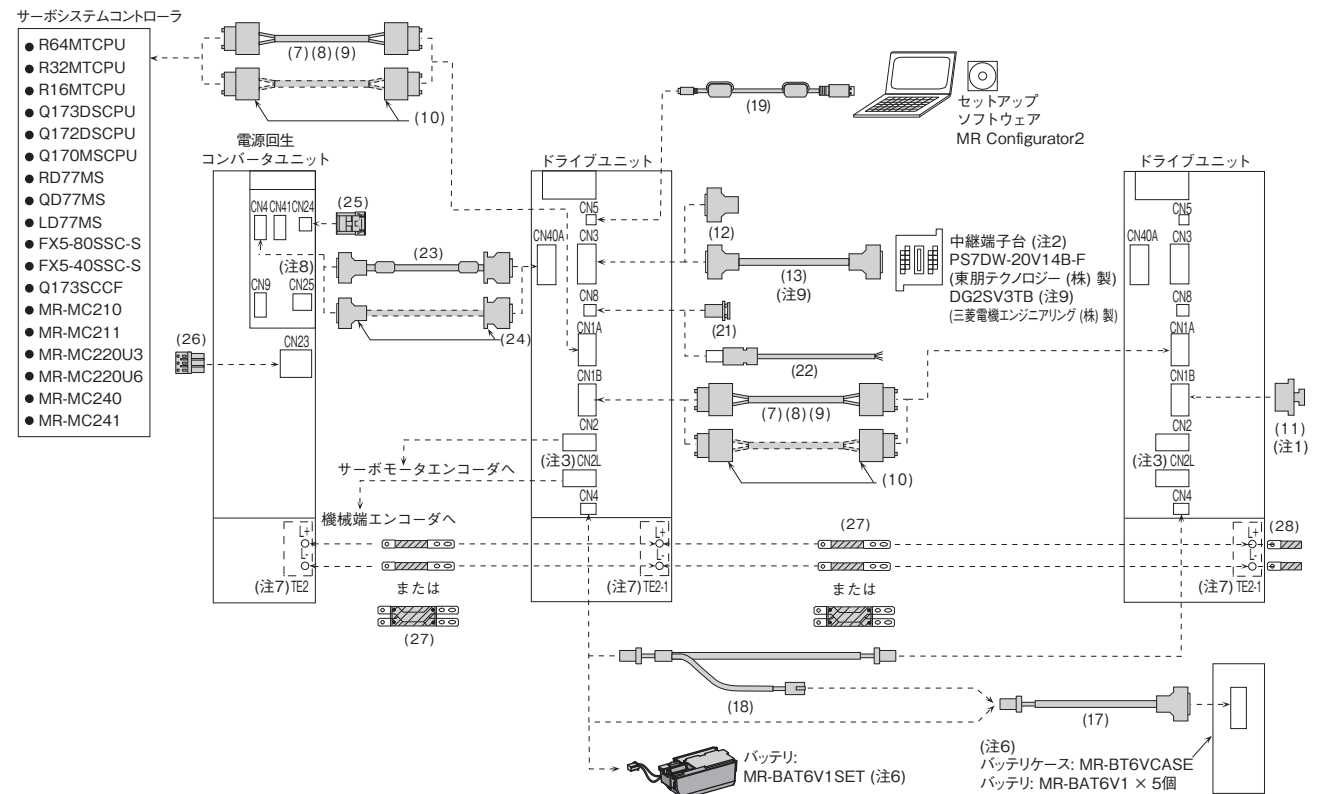 サーボシステムコントローラ
● R64MTCPU
● R32MTCPU
● R16MTCPU
● Q173DSCPU
● Q172DSCPU
● Q170MSCPU
● RD77MS
● QD77MS
● LD77MS
● FX5-80SSC-S
● FX5-40SSC-S
● Q173SCCF
● MR-MC210
● MR-MC211
● MR-MC220U3
● MR-MC220U6
● MR-MC240
● MR-MC241
(7)(8)(9)
(10)
(19)
セットアップ
ソフトウェア
MR Configurator2
電源回生
コンバータユニット
CN4 CN41 CN24
(25)
(注8)
CN9 CN25
(23)
(24)
(26)
CN23
L+
L-
(注7) TE2
ドライブユニット
CN5
CN40A CN3
CN8
CN1A
CN1B
CN2
(注3) CN2L
CN4
サーボモータエンコーダへ
機械端エンコーダへ
L+
L-
(注7) TE2-1
(12)
(13)
(注9)
中継端子台 (注2)
PS7DW-20V14B-F
(東朋テクノロジー (株) 製)
DG2SV3TB (注9)
(三菱電機エンジニアリング (株) 製)
(21)
(22)
(7)(8)(9)
(10)
ドライブユニット
CN5
CN40A CN3
CN8
CN1A
CN1B
CN2
(注3) CN2L
CN4
(11)
(注1)
L+
L-
(注7) TE2-1
(28)
または
(27)
(27)
または
(18)
(17)
バッテリ:
MR-BAT6V1SET (注6)
(注6)
バッテリケース: MR-BT6VCASE
バッテリ: MR-BAT6V1 × 5個